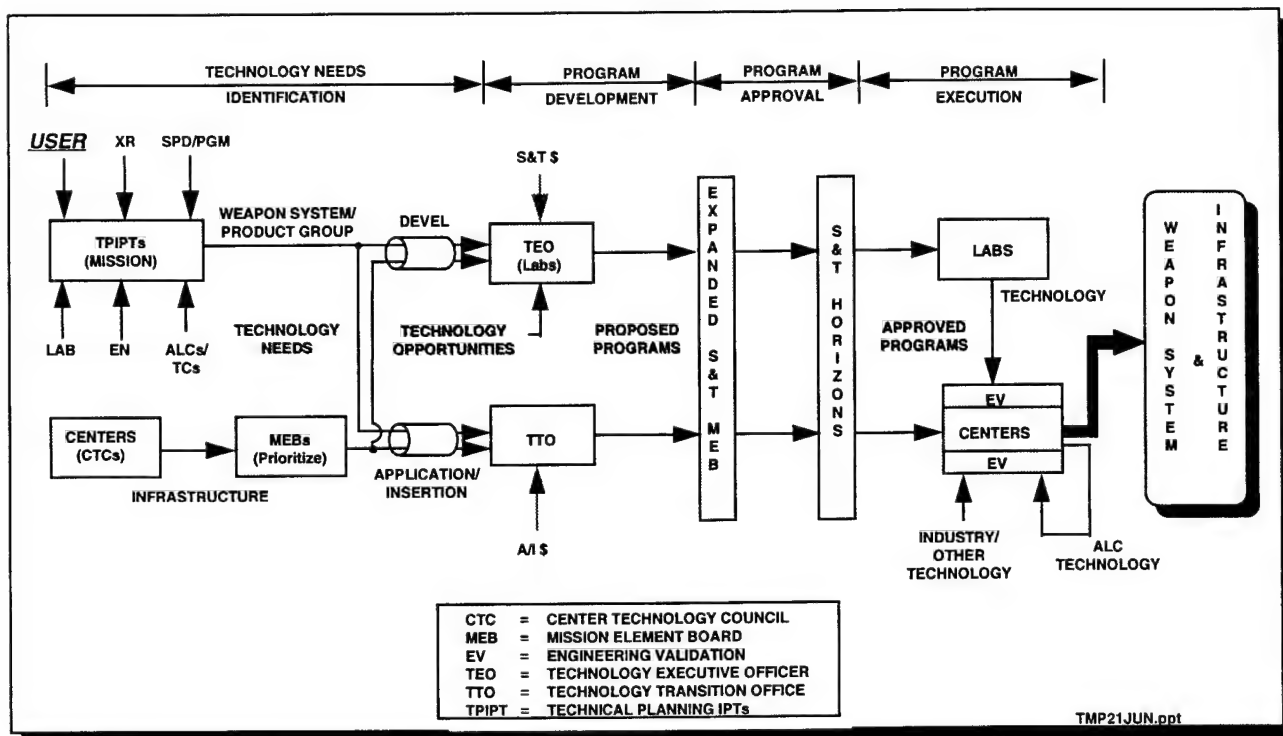 TECHNOLOGY NEEDS
IDENTIFICATION
PROGRAM
DEVELOPMENT
PROGRAM
APPROVAL
PROGRAM
EXECUTION
USER
XR
SPD/PGM
S&T $
WEAPON SYSTEM/
PRODUCT GROUP
DEVEL
TPIPTs
(MISSION)
TEO
(Labs)
LABS
TECHNOLOGY
LAB
EN
ALCs/
TCs
TECHNOLOGY
NEEDS
TECHNOLOGY
OPPORTUNITIES
PROPOSED
PROGRAMS
EXPANDED S&T MEB
S&T HORIZONS
APPROVED
PROGRAMS
WEAPON SYSTEM
&
INFRASTRUCTURE
CENTERS
(CTCs)
MEBs
(Prioritize)
TTO
EV
CENTERS
EV
INFRASTRUCTURE
APPLICATION/
INSERTION
A/I $
INDUSTRY/
OTHER
TECHNOLOGY
ALC
TECHNOLOGY
CTC = CENTER TECHNOLOGY COUNCIL
MEB = MISSION ELEMENT BOARD
EV = ENGINEERING VALIDATION
TEO = TECHNOLOGY EXECUTIVE OFFICER
TTO = TECHNOLOGY TRANSITION OFFICE
TPIPT = TECHNICAL PLANNING IPTs
TMP21JUN.ppt